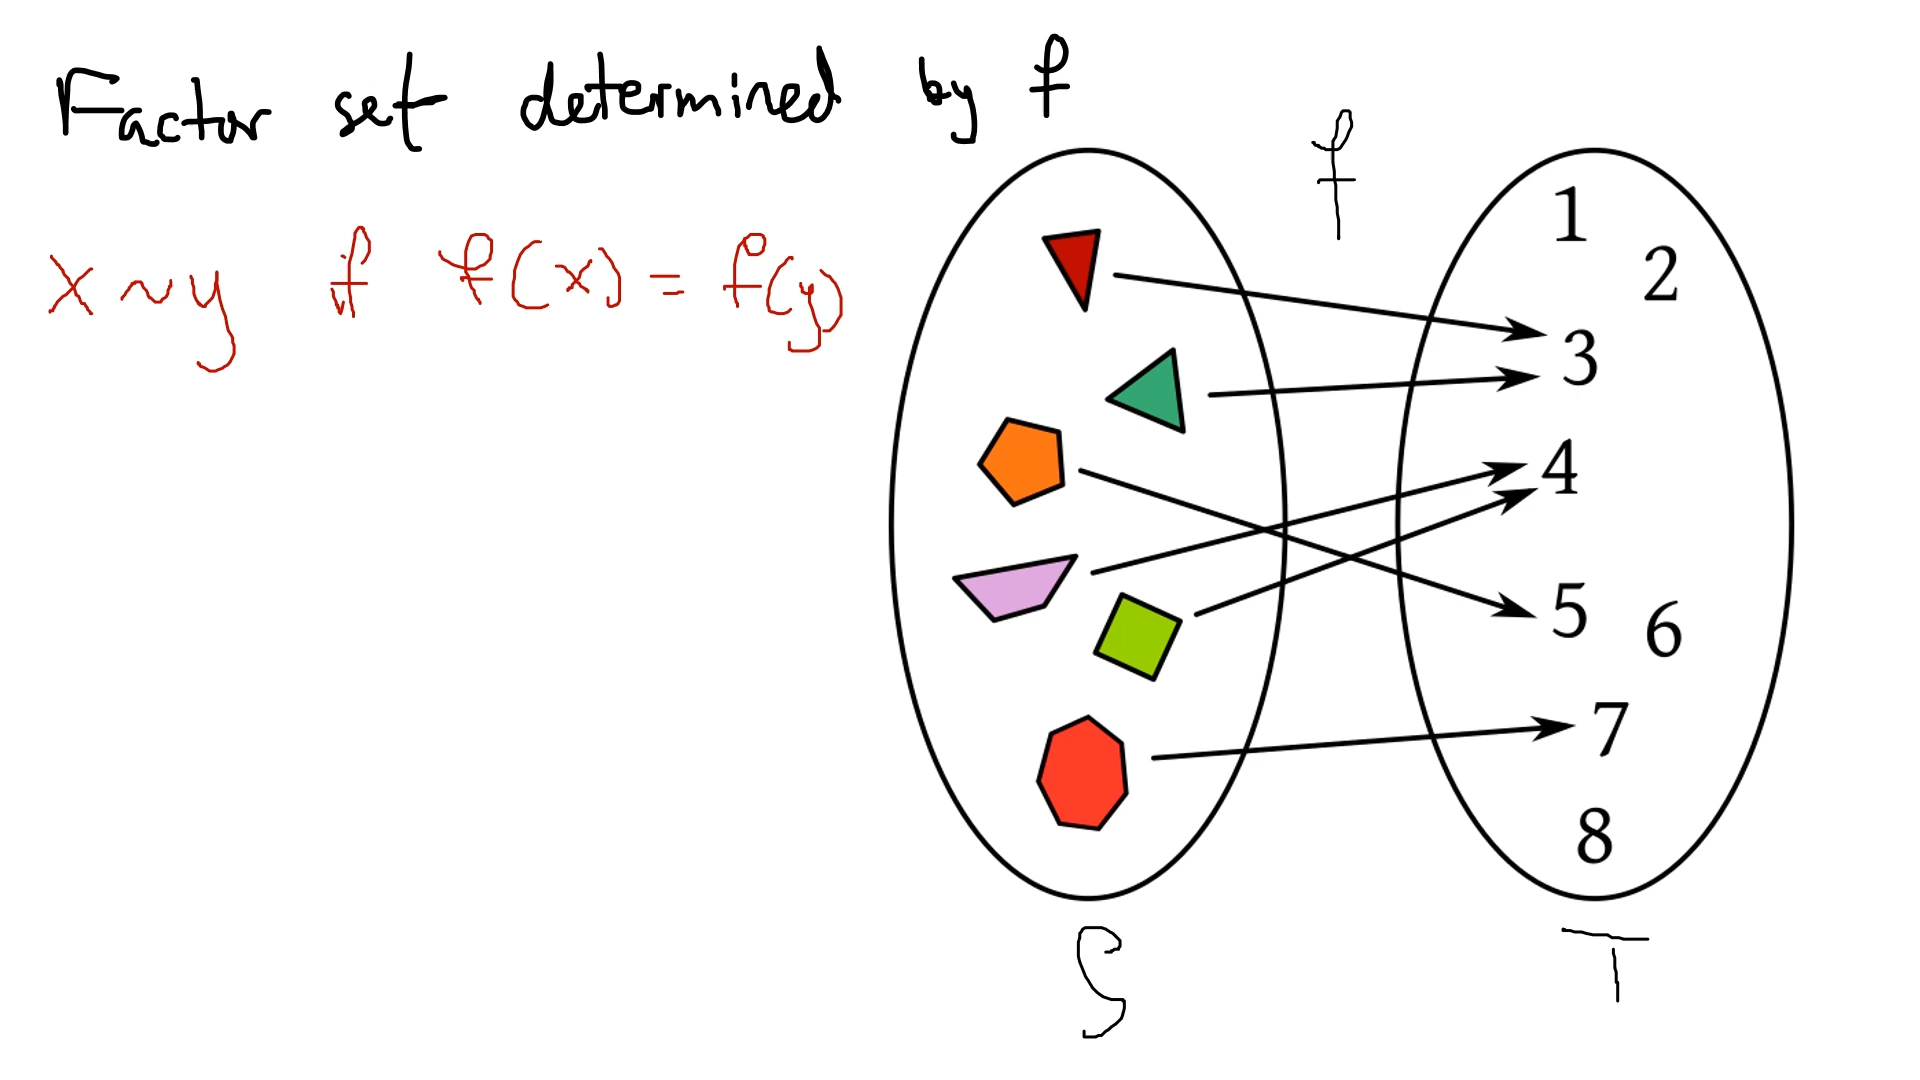 Factor set determined by f
x ~ y if f(x) = f(y)
f
1
2
3
4
5
6
7
8
S
T